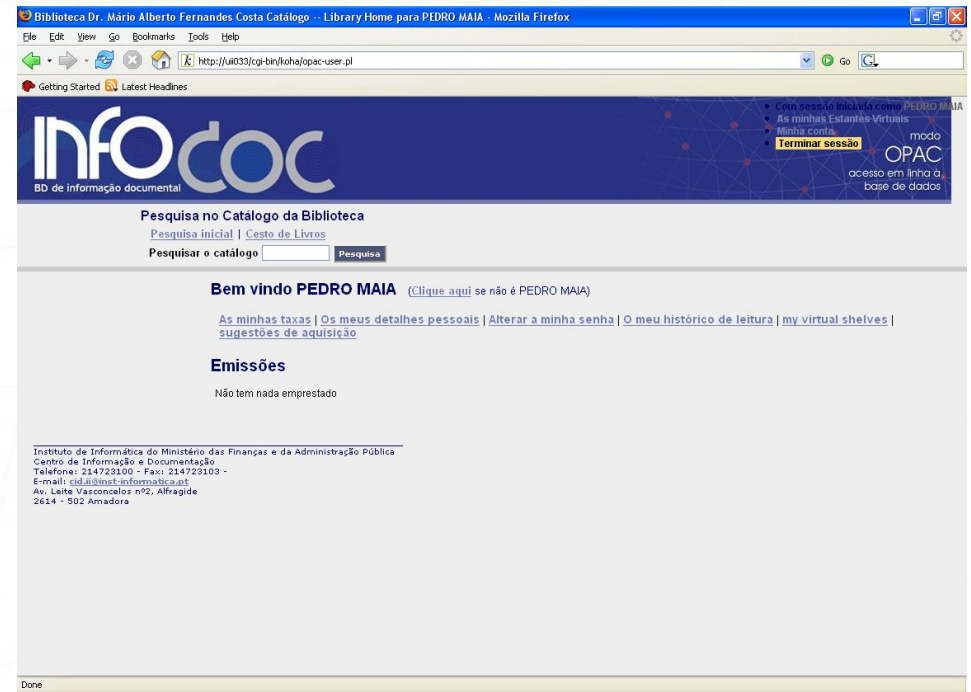 Biblioteca Dr. Mário Alberto Fernandes Costa Catálogo -- Library Home para PEDRO MAIA - Mozilla Firefox
File Edit View Go Bookmarks Tools Help
http://uii033/cgi-bin/koha/opac-user.pl Go G
Getting Started Latest Headlines
INFOdoc
BD de informação documental
Com sessão iniciada como PEDRO MAIA
As minhas Estantes Virtuais
Minha conta
Terminar sessão
modo
OPAC
acesso em linha à
base de dados
Pesquisa no Catálogo da Biblioteca
Pesquisa inicial | Cesto de Livros
Pesquisar o catálogo Pesquisa
Bem vindo PEDRO MAIA (Clique aqui se não é PEDRO MAIA)
As minhas taxas | Os meus detalhes pessoais | Alterar a minha senha | O meu histórico de leitura | my virtual shelves |
sugestões de aquisição
Emissões
Não tem nada emprestado
Instituto de Informática do Ministério das Finanças e da Administração Pública
Centro de Informação e Documentação
Telefone: 214723100 - Fax: 214723103 -
E-mail: cid.ii@inst-informatica.pt
Av. Leite Vasconcelos nº2, Alfragide
2614 - 502 Amadora
Done